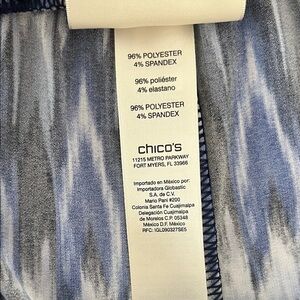 96% POLYESTER
4% SPANDEX
96% poliéster
4% elastano
96% POLYESTER
4% SPANDEX
chico's
11215 METRO PARKWAY
FORT MYERS, FL 33966
Importado en México por:
Importadora Globastic
S.A. de C.V.
Mario Pani #200
Colonia Santa Fe Cuajimalpa
Delegación Cuajimalpa
de Morelos C.P. 05348
México D.F. México
RFC: IGL090327SE5